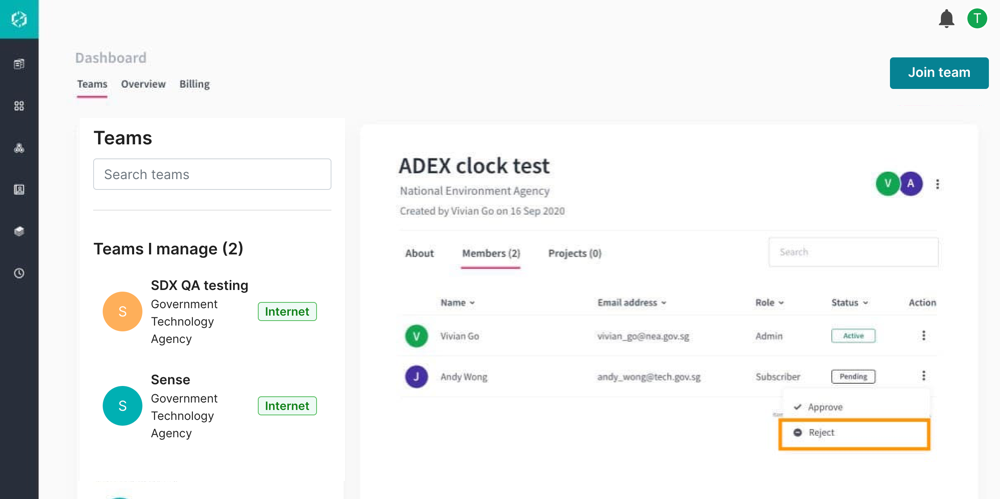 T
Dashboard
Teams Overview Billing
Join team
Teams
Search teams
Teams I manage (2)
S
SDX QA testing
Government
Technology
Agency
Internet
S
Sense
Government
Technology
Agency
Internet
ADEX clock test
National Environment Agency
Created by Vivian Go on 16 Sep 2020
V A
About Members (2) Projects (0)
Search
Name Email address Role Status Action
V Vivian Go vivian_go@nea.gov.sg Admin Active
J Andy Wong andy_wong@tech.gov.sg Subscriber Pending
Approve
Reject